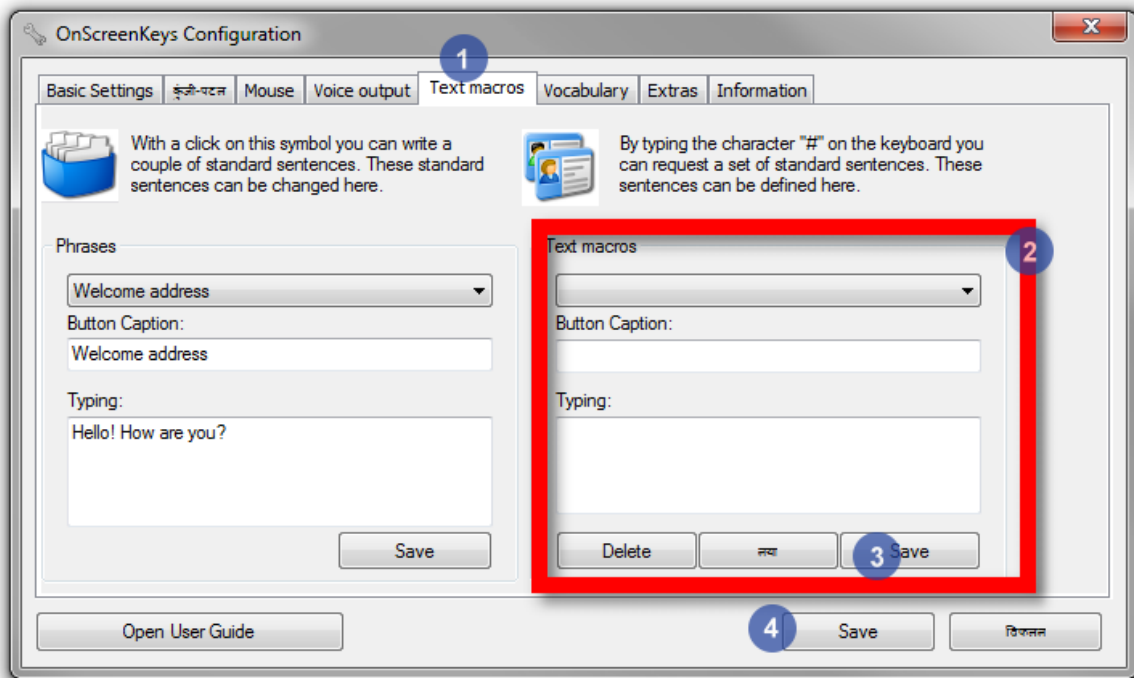 OnScreenKeys Configuration
1
Basic Settings कुंजी-पटल Mouse Voice output Text macros Vocabulary Extras Information
With a click on this symbol you can write a
couple of standard sentences. These standard
sentences can be changed here.
By typing the character "#" on the keyboard you
can request a set of standard sentences. These
sentences can be defined here.
Phrases
Welcome address
Button Caption:
Welcome address
Typing:
Hello! How are you?
Save
Text macros
2
Button Caption:
Typing:
Delete नया 3 Save
Open User Guide
4 Save